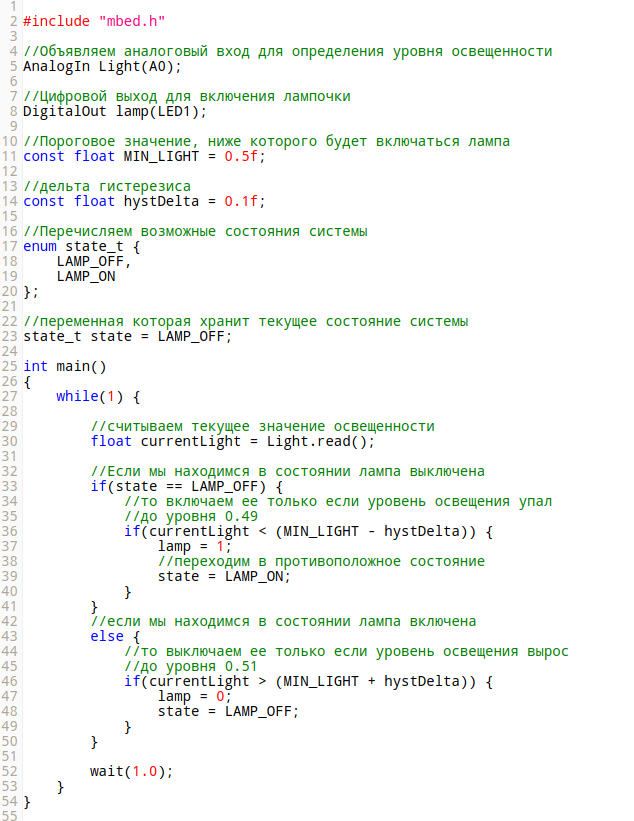 1
2 #include "mbed.h"
3
4 //Объявляем аналоговый вход для определения уровня освещенности
5 AnalogIn Light(A0);
6
7 //Цифровой выход для включения лампочки
8 DigitalOut lamp(LED1);
9
10 //Пороговое значение, ниже которого будет включаться лампа
11 const float MIN_LIGHT = 0.5f;
12
13 //дельта гистерезиса
14 const float hystDelta = 0.1f;
15
16 //Перечисляем возможные состояния системы
17 enum state_t {
18     LAMP_OFF,
19     LAMP_ON
20 };
21
22 //переменная которая хранит текущее состояние системы
23 state_t state = LAMP_OFF;
24
25 int main()
26 {
27     while(1) {
28
29         //считываем текущее значение освещенности
30         float currentLight = Light.read();
31
32         //Если мы находимся в состоянии лампа выключена
33         if(state == LAMP_OFF) {
34             //то включаем ее только если уровень освещения упал
35             //до уровня 0.49
36             if(currentLight < (MIN_LIGHT - hystDelta)) {
37                 lamp = 1;
38                 //переходим в противоположное состояние
39                 state = LAMP_ON;
40             }
41         }
42         //если мы находимся в состоянии лампа включена
43         else {
44             //то выключаем ее только если уровень освещения вырос
45             //до уровня 0.51
46             if(currentLight > (MIN_LIGHT + hystDelta)) {
47                 lamp = 0;
48                 state = LAMP_OFF;
49             }
50         }
51
52         wait(1.0);
53     }
54 }
55